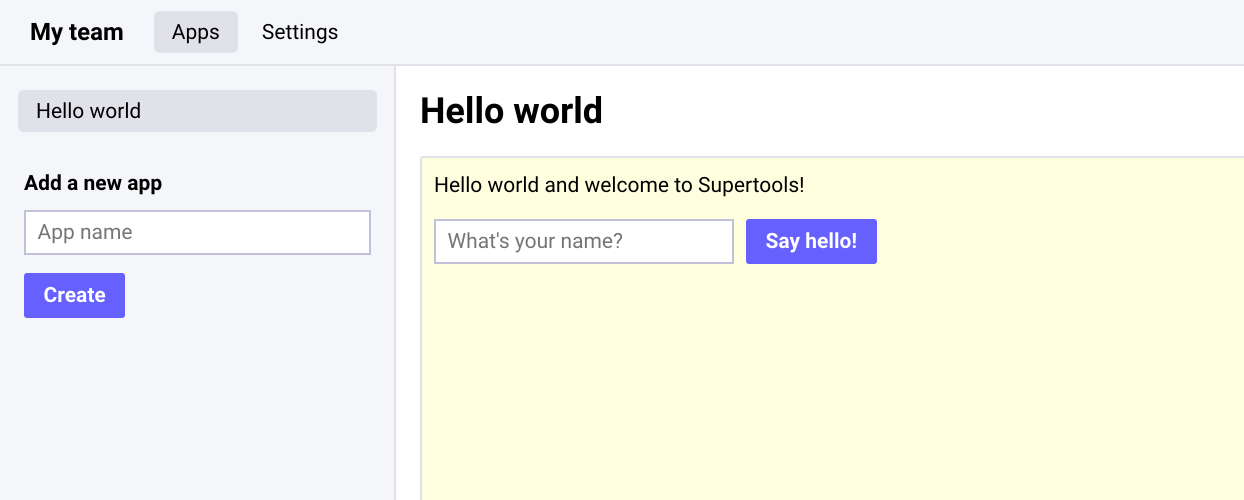 My team Apps Settings
Hello world
Add a new app
App name
Create
Hello world
Hello world and welcome to Supertools!
What's your name? Say hello!